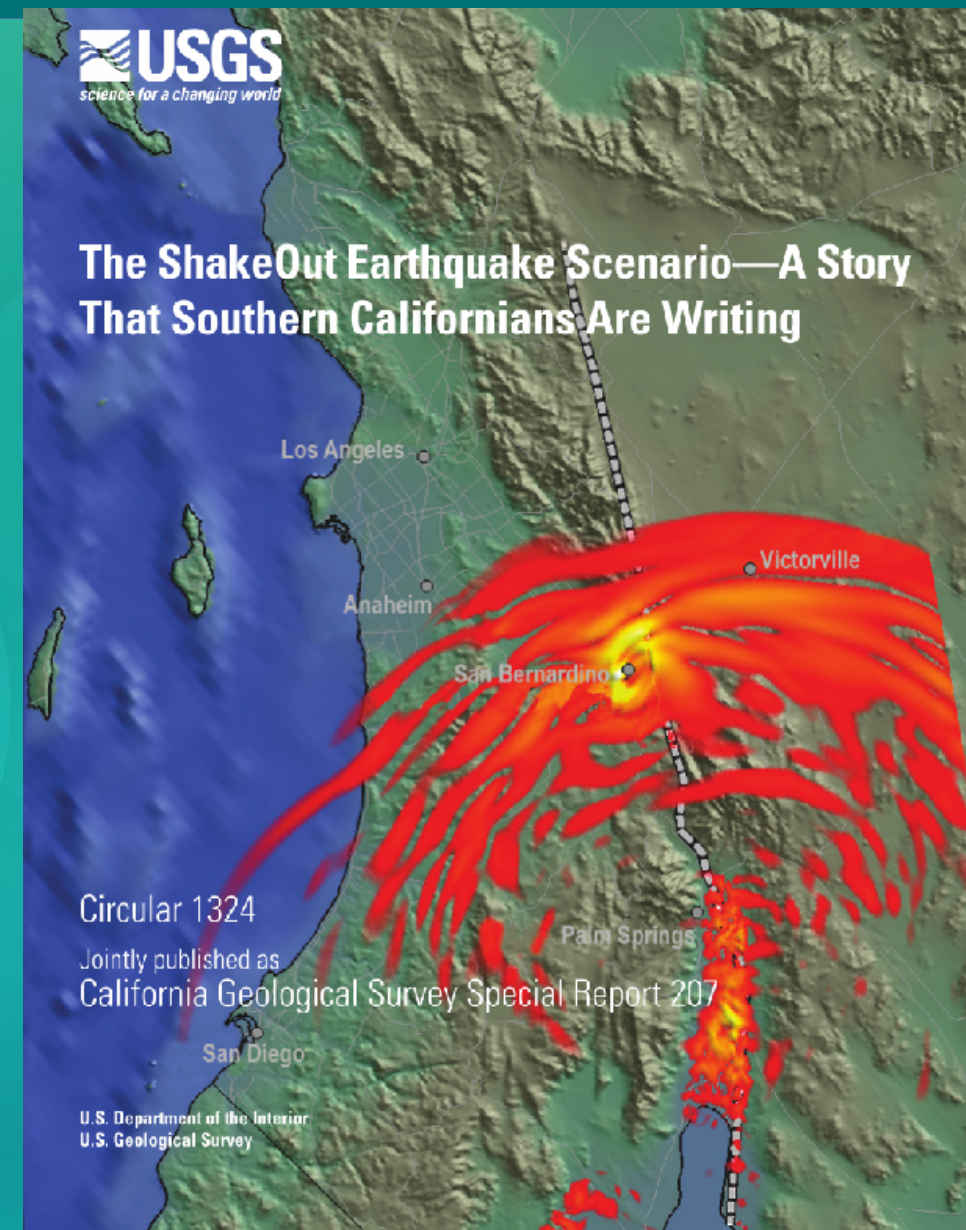 USGS
science for a changing world
The ShakeOut Earthquake Scenario—A Story
That Southern Californians Are Writing
Los Angeles
Victorville
Anaheim
San Bernardino
Circular 1324
Palm Springs
Jointly published as
California Geological Survey Special Report 207
San Diego
U.S. Department of the Interior
U.S. Geological Survey